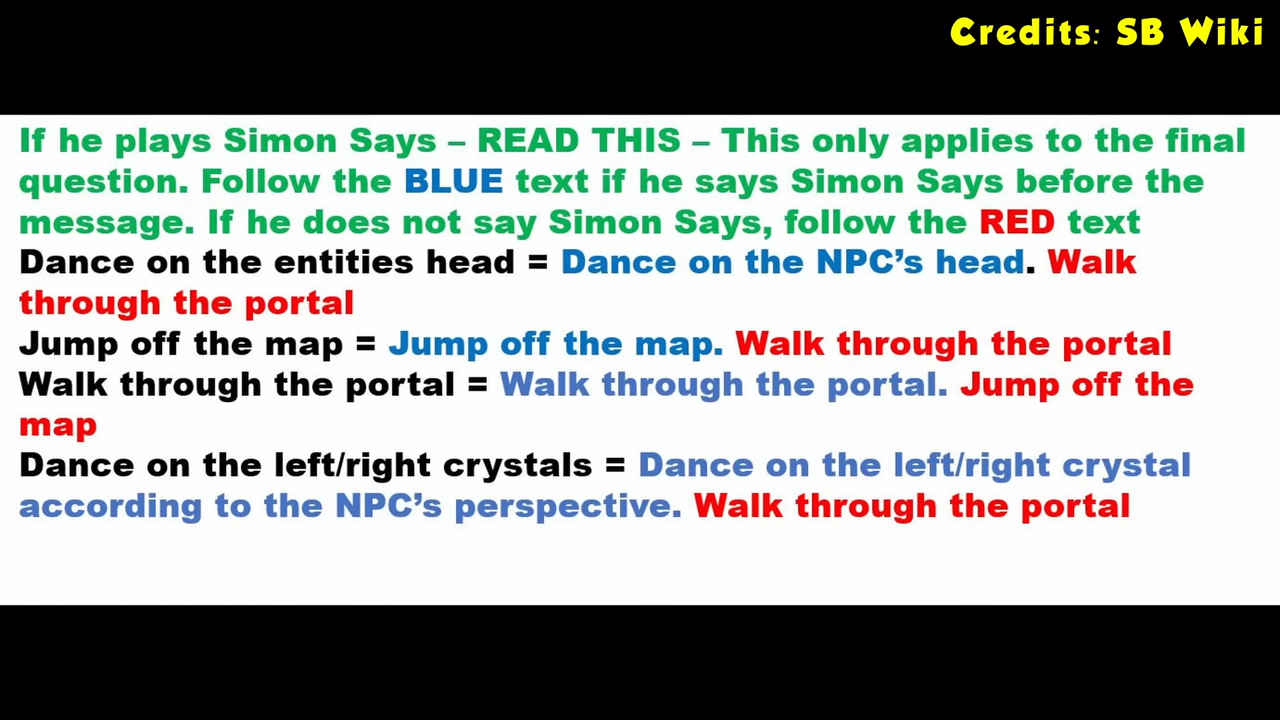 Credits: SB Wiki
If he plays Simon Says – READ THIS – This only applies to the final
question. Follow the BLUE text if he says Simon Says before the
message. If he does not say Simon Says, follow the RED text
Dance on the entities head = Dance on the NPC’s head. Walk
through the portal
Jump off the map = Jump off the map. Walk through the portal
Walk through the portal = Walk through the portal. Jump off the
map
Dance on the left/right crystals = Dance on the left/right crystal
according to the NPC’s perspective. Walk through the portal